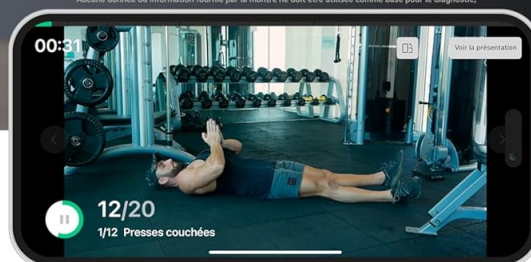 Aucune donnée ou information fournie par la montre ne doit être utilisée comme base pour le diagnostic,
00:31
Voir la présentation
12/20
1/12 Presses couchées